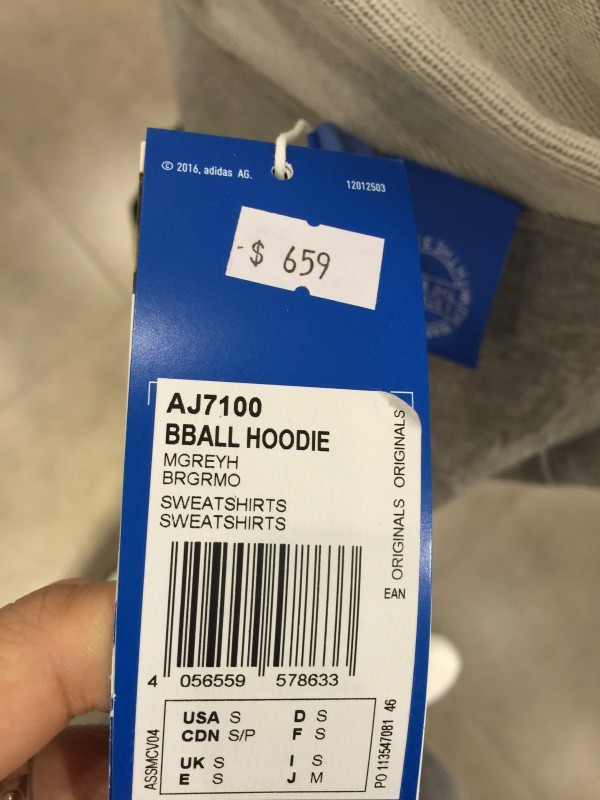 © 2016, adidas AG.
12012503
$ 659
AJ7100
BBALL HOODIE
MGREYH
BRGRMO
SWEATSHIRTS
SWEATSHIRTS
ORIGINALS ORIGINALS
EAN
4 056559 578633
USA S D S
CDN S/P F S
UK S I S
E S J M
ASSMCV04
PO 113547081 46